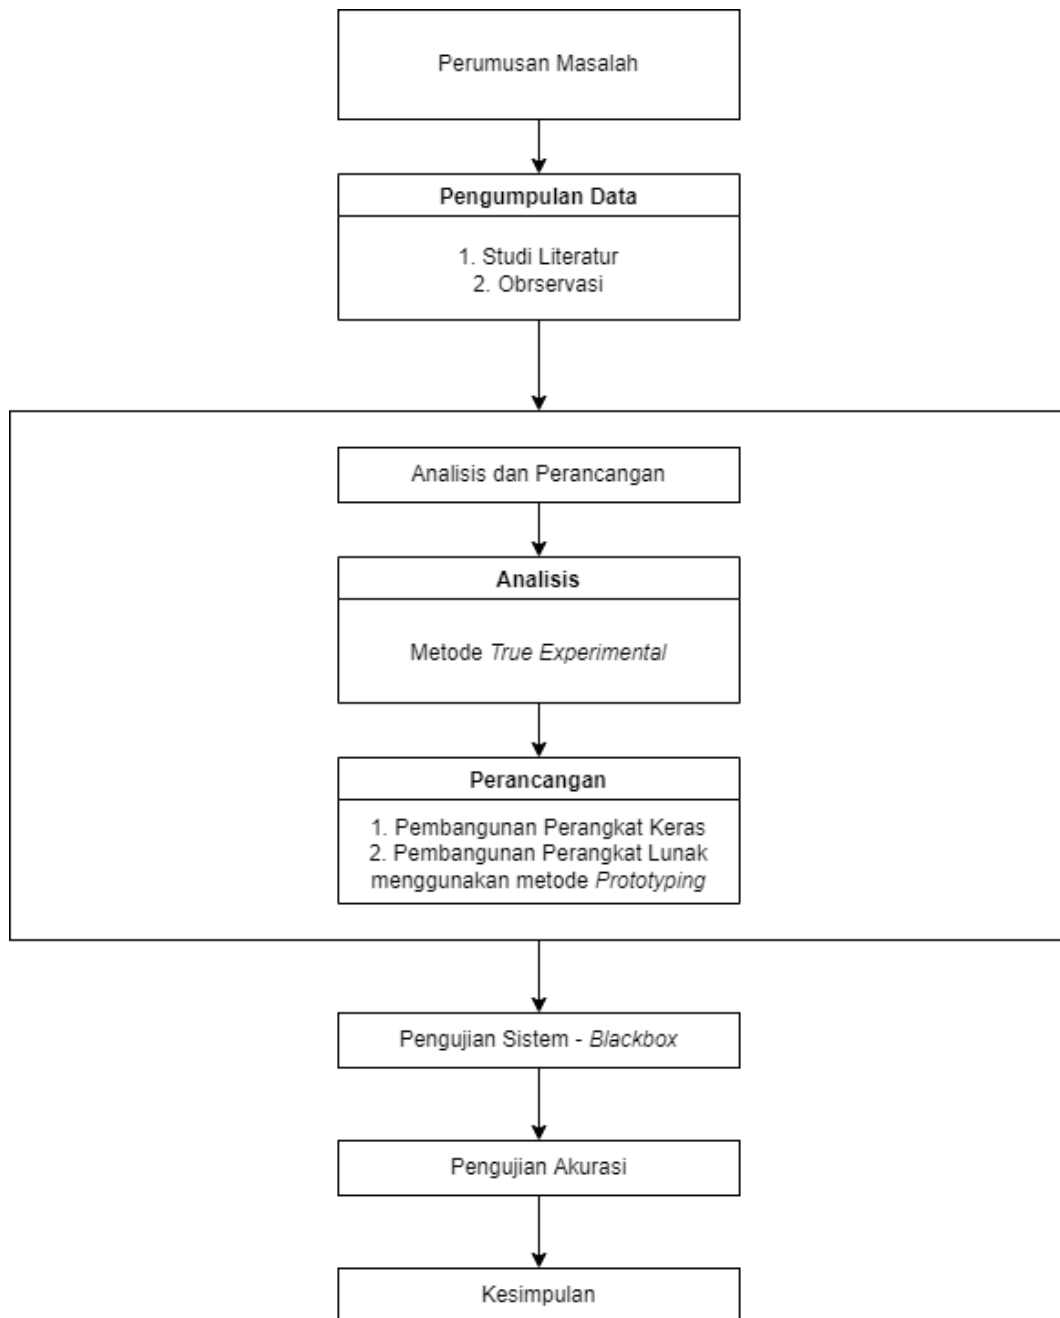 Perumusan Masalah
Pengumpulan Data
1. Studi Literatur
2. Obrservasi
Analisis dan Perancangan
Analisis
Metode True Experimental
Perancangan
1. Pembangunan Perangkat Keras
2. Pembangunan Perangkat Lunak
menggunakan metode Prototyping
Pengujian Sistem - Blackbox
Pengujian Akurasi
Kesimpulan